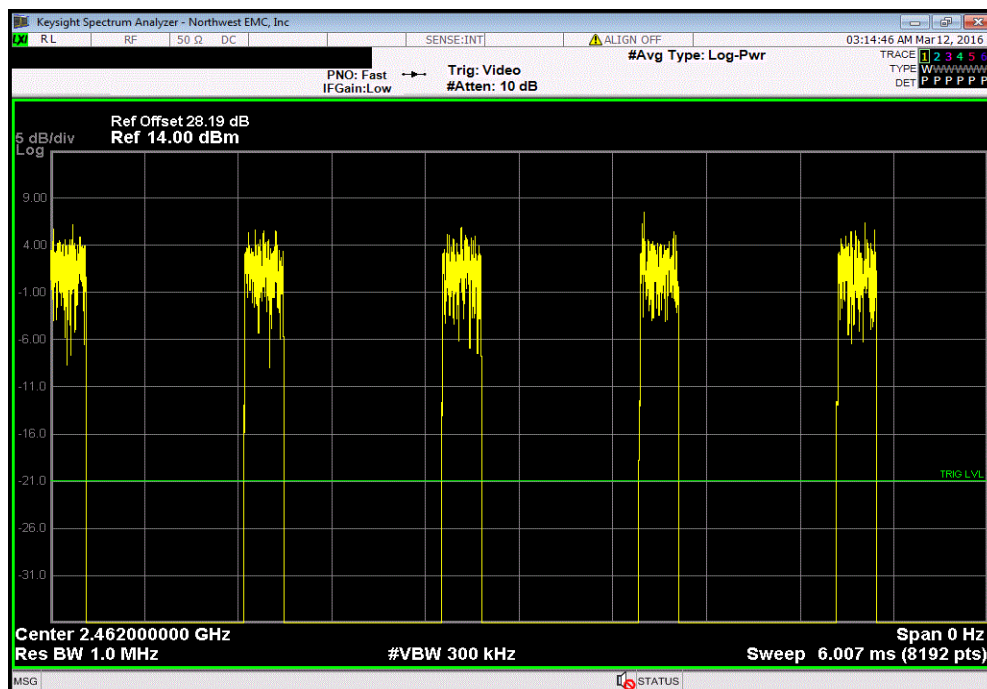 Keysight Spectrum Analyzer - Northwest EMC, Inc
LXI RL RF 50 Ω DC SENSE:INT ALIGN OFF 03:14:46 AM Mar 12, 2016
#Avg Type: Log-Pwr
TRACE 1 2 3 4 5 6
PNO: Fast Trig: Video
TYPE WWWWWW
IFGain:Low #Atten: 10 dB
DET P P P P P P
Ref Offset 28.19 dB
5 dB/div Ref 14.00 dBm
Log
9.00
4.00
-1.00
-6.00
-11.0
-16.0
TRIG LVL
-21.0
-26.0
-31.0
Center 2.462000000 GHz Span 0 Hz
Res BW 1.0 MHz #VBW 300 kHz Sweep 6.007 ms (8192 pts)
MSG STATUS